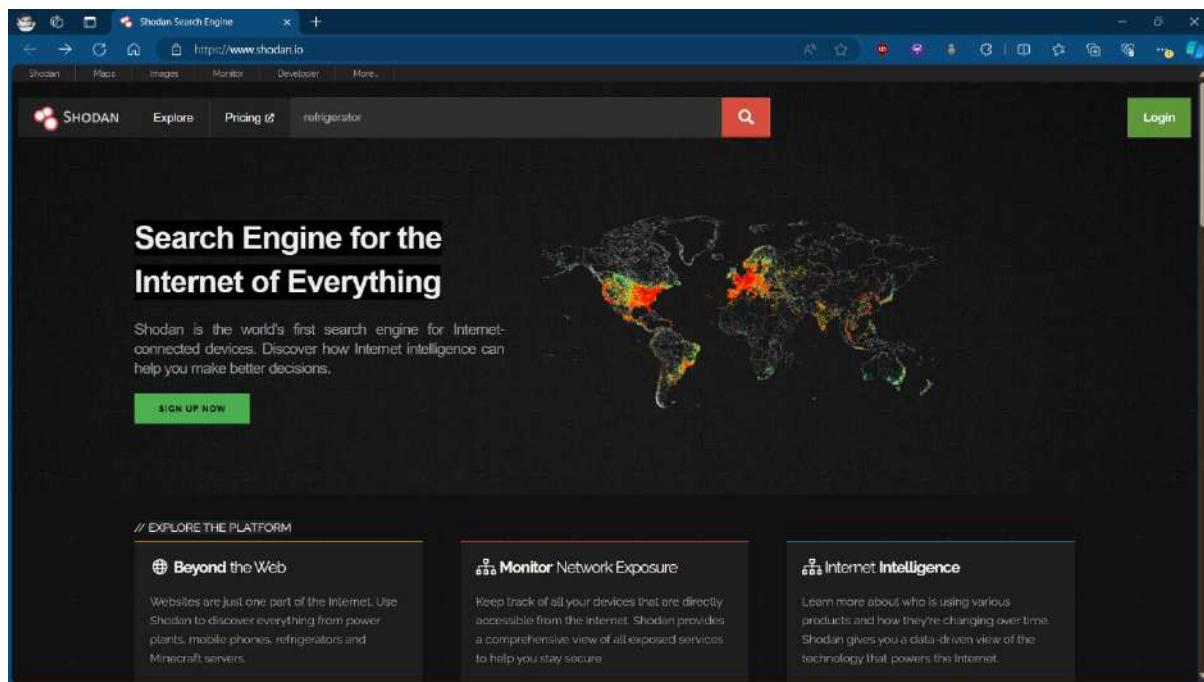 Shodan Search Engine
https://www.shodan.io
Shodan Maps Images Monitor Developer More...
SHODAN Explore Pricing refrigerator Login
Search Engine for the
Internet of Everything
Shodan is the world's first search engine for Internet-
connected devices. Discover how Internet intelligence can
help you make better decisions.
SIGN UP NOW
// EXPLORE THE PLATFORM
Beyond the Web
Websites are just one part of the Internet. Use
Shodan to discover everything from power
plants, mobile phones, refrigerators and
Minecraft servers.
Monitor Network Exposure
Keep track of all your devices that are directly
accessible from the Internet. Shodan provides
a comprehensive view of all exposed services
to help you stay secure.
Internet Intelligence
Learn more about who is using various
products and how they're changing over time.
Shodan gives you a data-driven view of the
technology that powers the Internet.